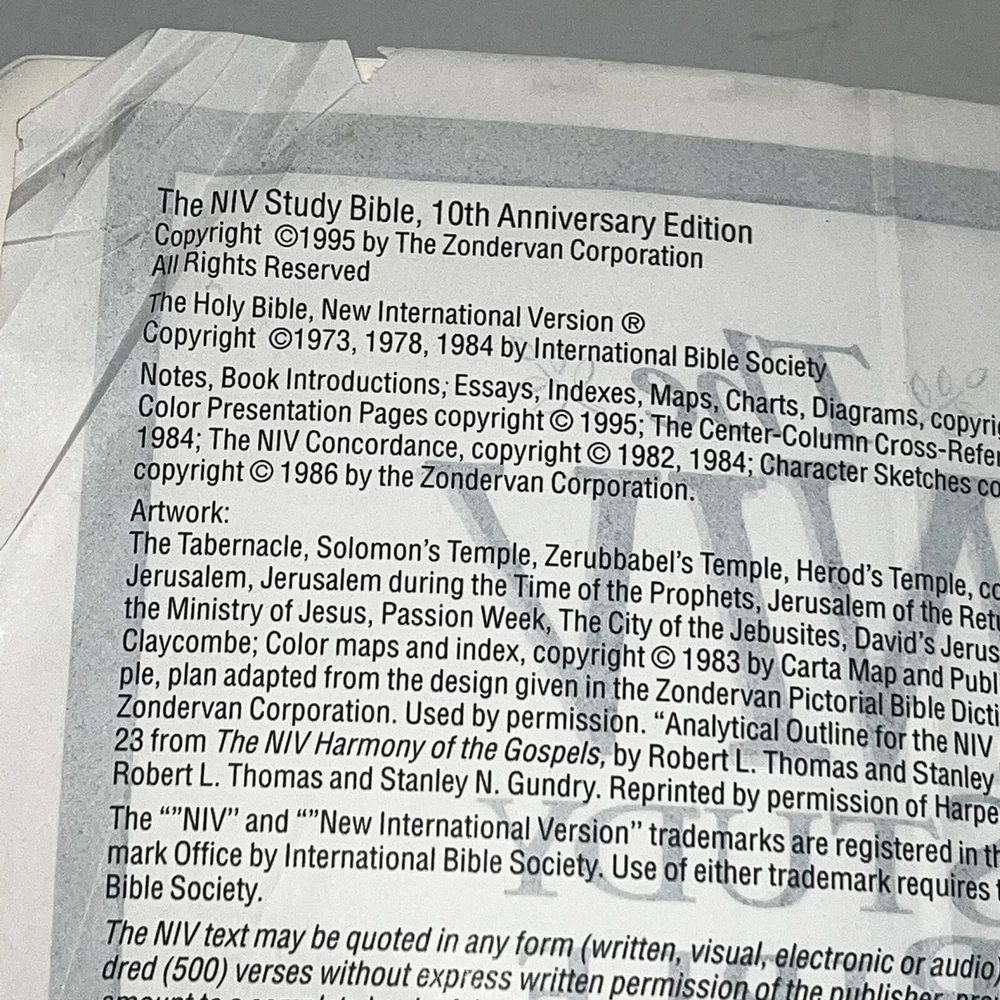 The NIV Study Bible, 10th Anniversary Edition
Copyright ©1995 by The Zondervan Corporation
All Rights Reserved
The Holy Bible, New International Version ®
Copyright ©1973, 1978, 1984 by International Bible Society
Notes, Book Introductions, Essays, Indexes, Maps, Charts, Diagrams, copyri
Color Presentation Pages copyright © 1995; The Center-Column Cross-Refer
1984; The NIV Concordance, copyright © 1982, 1984; Character Sketches co
copyright © 1986 by the Zondervan Corporation.
Artwork:
The Tabernacle, Solomon's Temple, Zerubbabel's Temple, Herod's Temple, co
Jerusalem, Jerusalem during the Time of the Prophets, Jerusalem of the Retu
the Ministry of Jesus, Passion Week, The City of the Jebusites, David's Jerus
Claycombe; Color maps and index, copyright © 1983 by Carta Map and Publ
ple, plan adapted from the design given in the Zondervan Pictorial Bible Dicti
Zondervan Corporation. Used by permission. "Analytical Outline for the NIV
23 from The NIV Harmony of the Gospels, by Robert L. Thomas and Stanley
Robert L. Thomas and Stanley N. Gundry. Reprinted by permission of Harpe
The “”NIV” and “”New International Version” trademarks are registered in th
mark Office by International Bible Society. Use of either trademark requires t
Bible Society.
The NIV text may be quoted in any form (written, visual, electronic or audio)
dred (500) verses without express written permission of the publisher